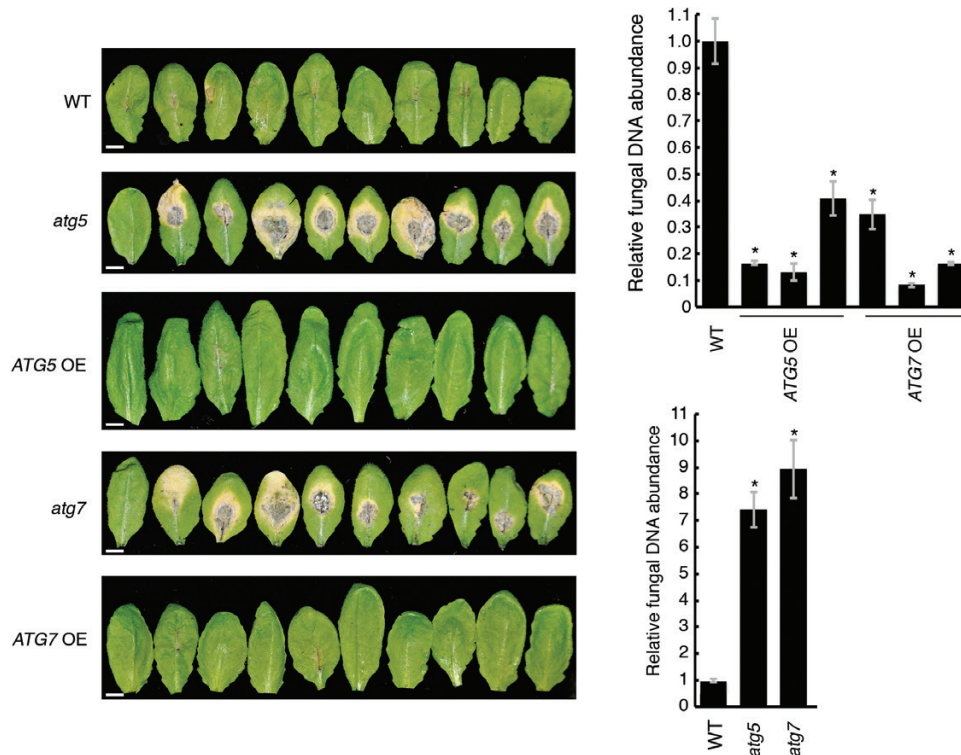 WT
atg5
ATG5 OE
atg7
ATG7 OE
Relative fungal DNA abundance
1.1
1.0
0.9
0.8
0.7
0.6
0.5
0.4
0.3
0.2
0.1
0
*
*
*
*
*
*
WT
ATG5 OE
ATG7 OE
Relative fungal DNA abundance
11
10
9
8
7
6
5
4
3
2
1
0
*
*
WT
atg5
atg7